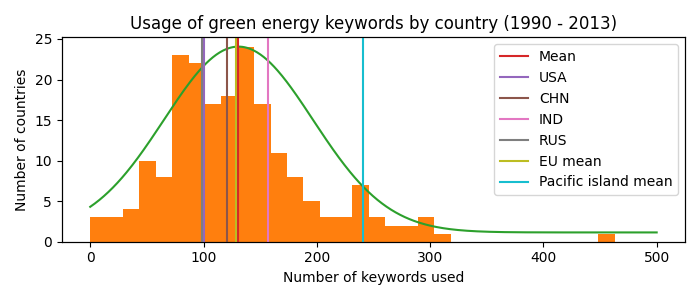 Usage of green energy keywords by country (1990 - 2013)
Number of countries
25
20
15
10
5
0
0 100 200 300 400 500
Number of keywords used
Mean
USA
CHN
IND
RUS
EU mean
Pacific island mean